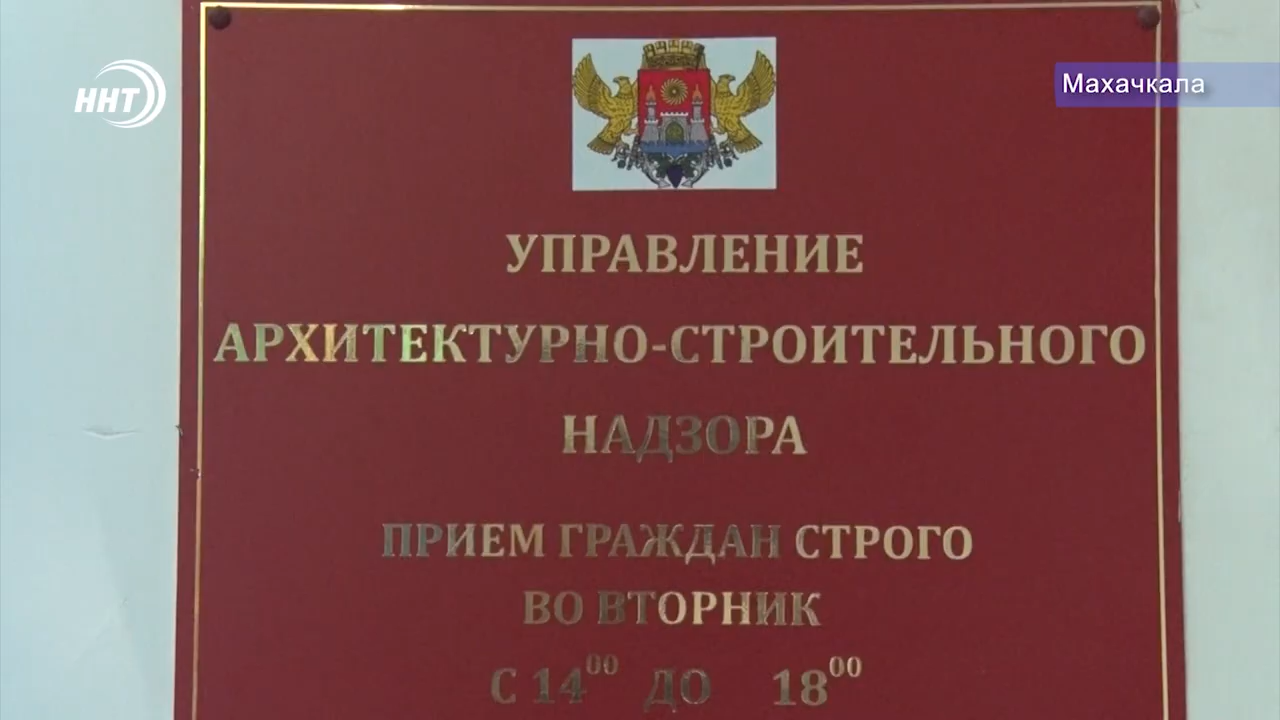 ННТ
Махачкала
УПРАВЛЕНИЕ
АРХИТЕКТУРНО-СТРОИТЕЛЬНОГО
НАДЗОРА
ПРИЕМ ГРАЖДАН СТРОГО
ВО ВТОРНИК
С 14⁰⁰ ДО 18⁰⁰